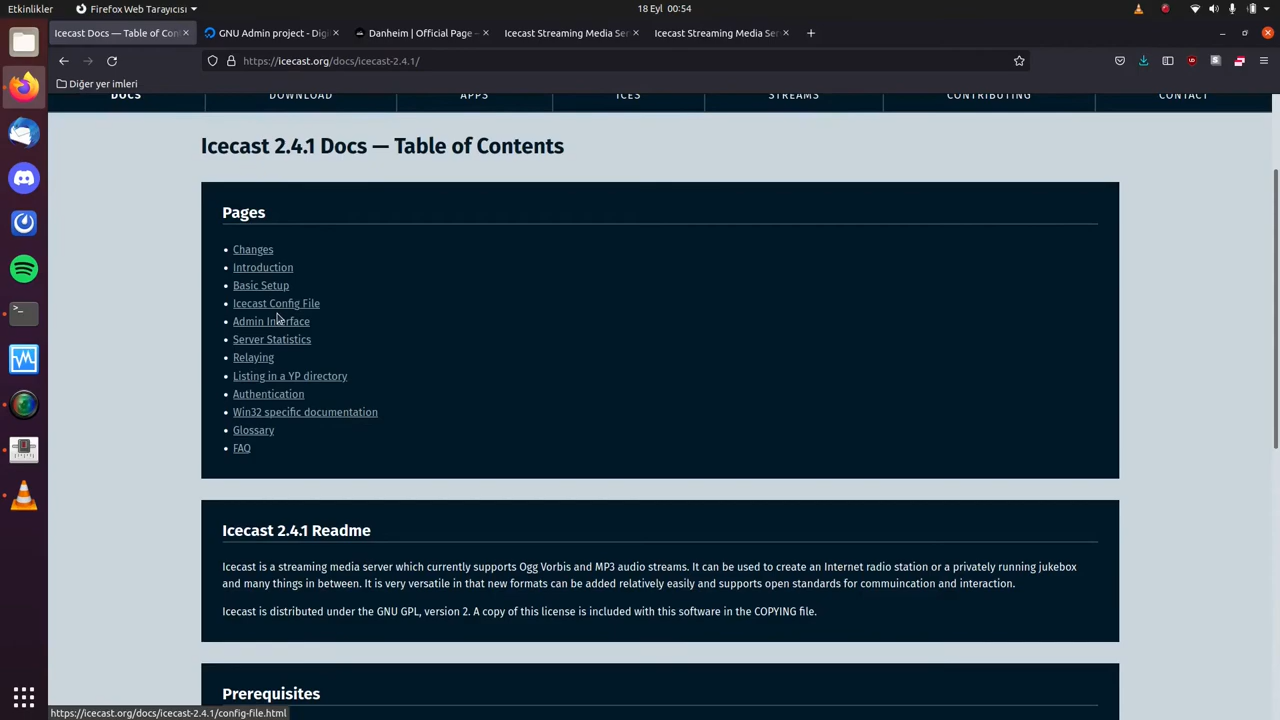 Etkinlikler
Firefox Web Tarayıcısı
18 Eyl 00:54
Icecast Docs — Table of Con
GNU Admin project - Digi
Danheim | Official Page -
Icecast Streaming Media Ser
Icecast Streaming Media Ser
https://icecast.org/docs/icecast-2.4.1/
Diğer yer imleri
DOCS
DOWNLOAD
APPS
ICES
STREAMS
CONTRIBUTING
CONTACT
Icecast 2.4.1 Docs — Table of Contents
Pages
Changes
Introduction
Basic Setup
Icecast Config File
Admin Interface
Server Statistics
Relaying
Listing in a YP directory
Authentication
Win32 specific documentation
Glossary
FAQ
Icecast 2.4.1 Readme
Icecast is a streaming media server which currently supports Ogg Vorbis and MP3 audio streams. It can be used to create an Internet radio station or a privately running jukebox
and many things in between. It is very versatile in that new formats can be added relatively easily and supports open standards for commuincation and interaction.
Icecast is distributed under the GNU GPL, version 2. A copy of this license is included with this software in the COPYING file.
Prerequisites
https://icecast.org/docs/icecast-2.4.1/config-file.html